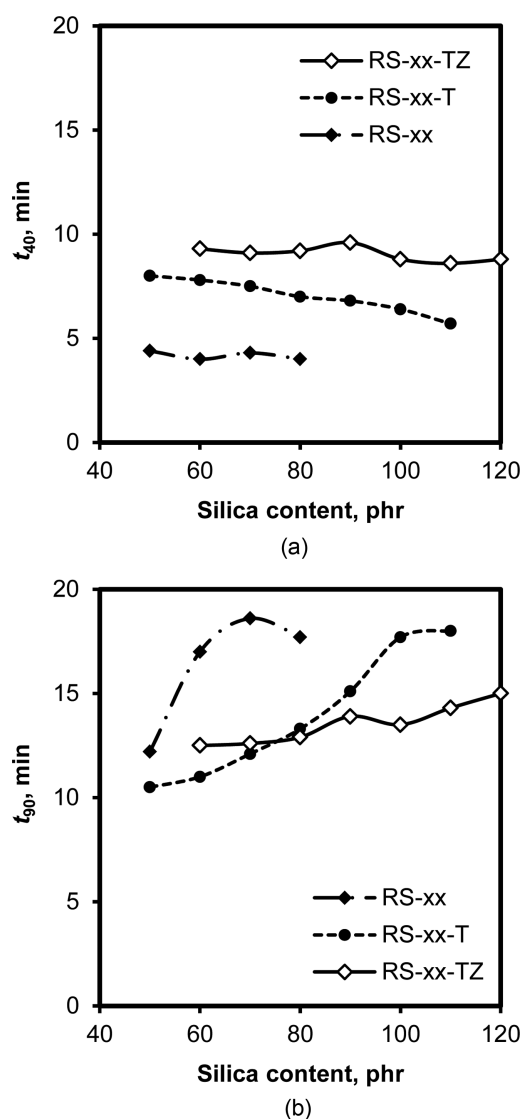 20
RS-xx-TZ
RS-xx-T
15
RS-xx
t40, min
10
5
0
40 60 80 100 120
Silica content, phr
(a)
20
15
t90, min
10
RS-xx
5
RS-xx-T
RS-xx-TZ
0
40 60 80 100 120
Silica content, phr
(b)